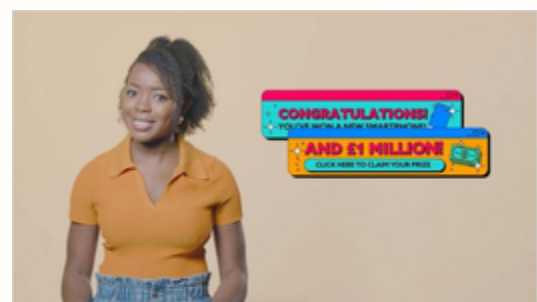 CONGRATULATIONS!
YOU'VE WON A NEW SMARTPHONE!
AND £1 MILLION!
CLICK HERE TO CLAIM YOUR PRIZE